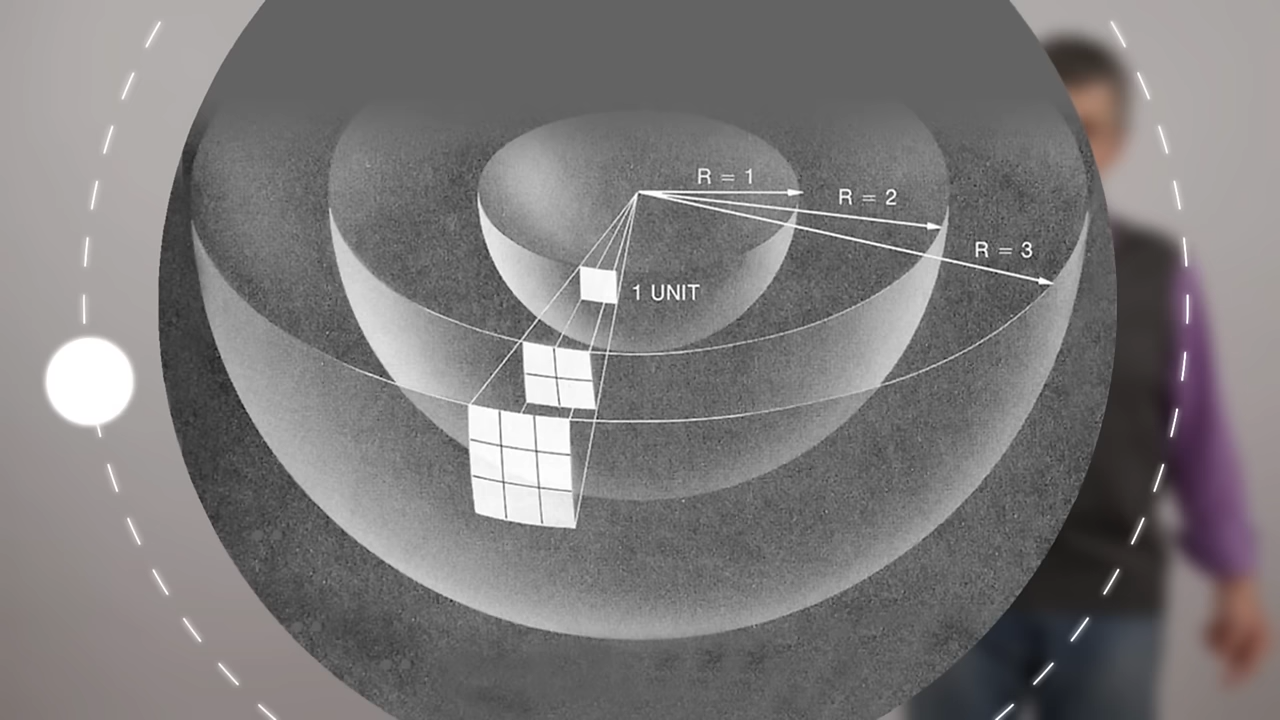 R = 1
R = 2
R = 3
1 UNIT